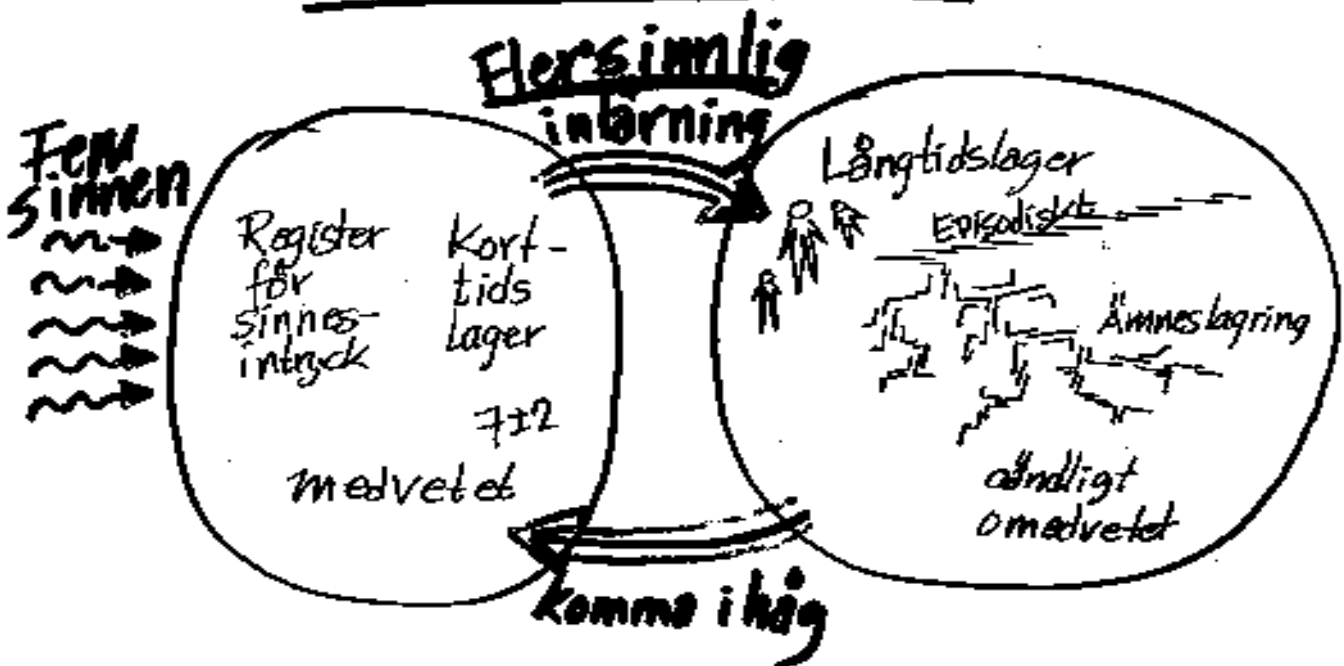 Flersinnlig
inlärning
Fem
sinnen
Register
för
sinnes-
intryck
Kort-
tids
lager
7±2
medvetet
Långtidslager
Episodiskt
Ämneslagring
oändligt
omedvetet
komma ihåg